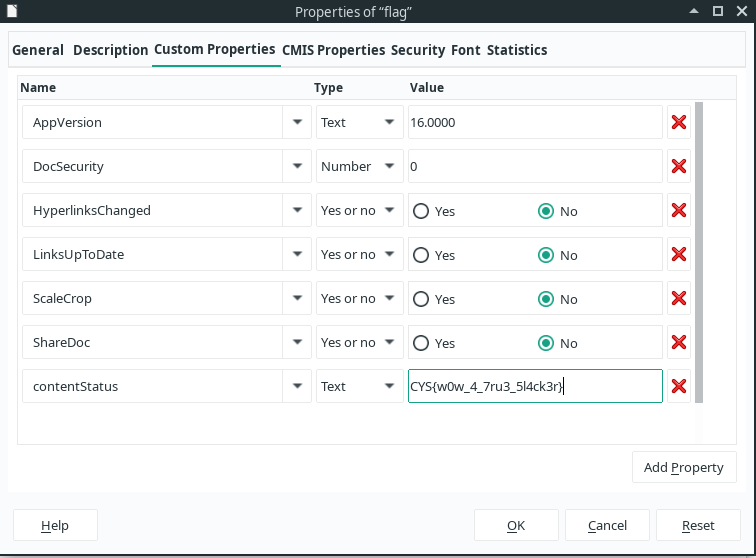 Properties of “flag”
General Description Custom Properties CMIS Properties Security Font Statistics
Name Type Value
AppVersion Text 16.0000
DocSecurity Number 0
HyperlinksChanged Yes or no Yes No
LinksUpToDate Yes or no Yes No
ScaleCrop Yes or no Yes No
ShareDoc Yes or no Yes No
contentStatus Text CYS{w0w_4_7ru3_5l4ck3r}
Add Property
Help OK Cancel Reset